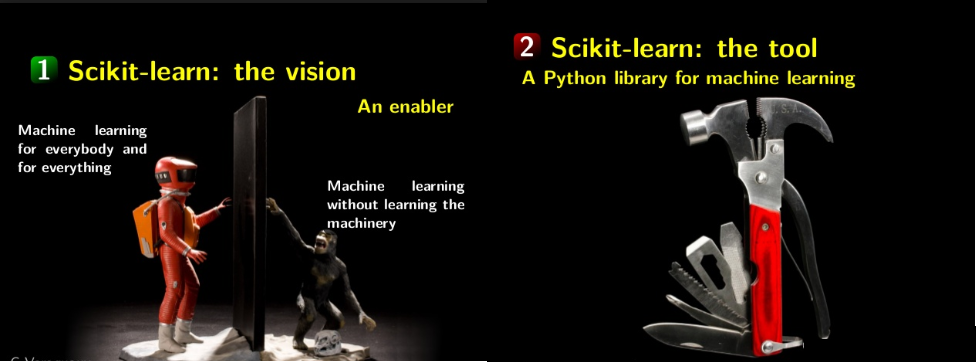 1 Scikit-learn: the vision
An enabler
Machine learning
for everybody and
for everything
Machine learning
without learning the
machinery
2 Scikit-learn: the tool
A Python library for machine learning